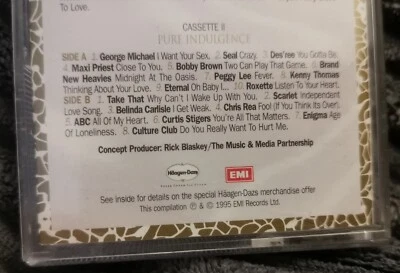 To Love.
CASSETTE II
PURE INDULGENCE
SIDE A 1. George Michael I Want Your Sex. 2. Seal Crazy. 3. Des'ree You Gotta Be.
4. Maxi Priest Close To You. 5. Bobby Brown Two Can Play That Game. 6. Brand
New Heavies Midnight At The Oasis. 7. Peggy Lee Fever. 8. Kenny Thomas
Thinking About Your Love. 9. Eternal Oh Baby I... 10. Roxette Listen To Your Heart.
SIDE B 1. Take That Why Can't I Wake Up With You. 2. Scarlet Independent
Love Song. 3. Belinda Carlisle I Get Weak. 4. Chris Rea Fool (If You Think Its Over).
5. ABC All Of My Heart. 6. Curtis Stigers You're All That Matters. 7. Enigma Age
Of Loneliness. 8. Culture Club Do You Really Want To Hurt Me.
Concept Producer: Rick Blaskey/The Music & Media Partnership
Häagen-Dazs
EMI
See inside for details on the special Häagen-Dazs merchandise offer
This compilation ℗ & © 1995 EMI Records Ltd.